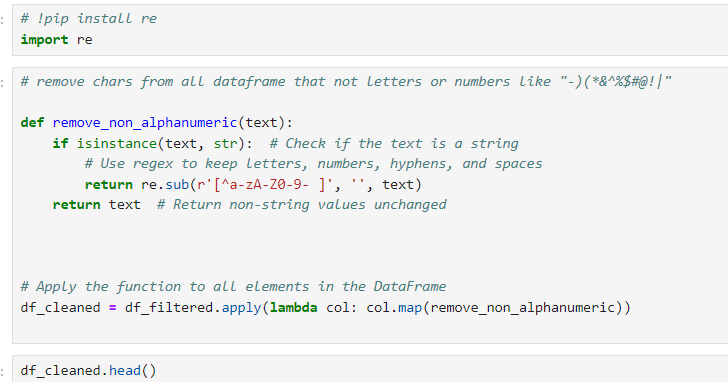 # !pip install re
import re
# remove chars from all dataframe that not letters or numbers like "-)(*&^%$#@!|"
def remove_non_alphanumeric(text):
    if isinstance(text, str):  # Check if the text is a string
        # Use regex to keep letters, numbers, hyphens, and spaces
        return re.sub(r'[^a-zA-Z0-9- ]', '', text)
    return text  # Return non-string values unchanged
# Apply the function to all elements in the DataFrame
df_cleaned = df_filtered.apply(lambda col: col.map(remove_non_alphanumeric))
df_cleaned.head()